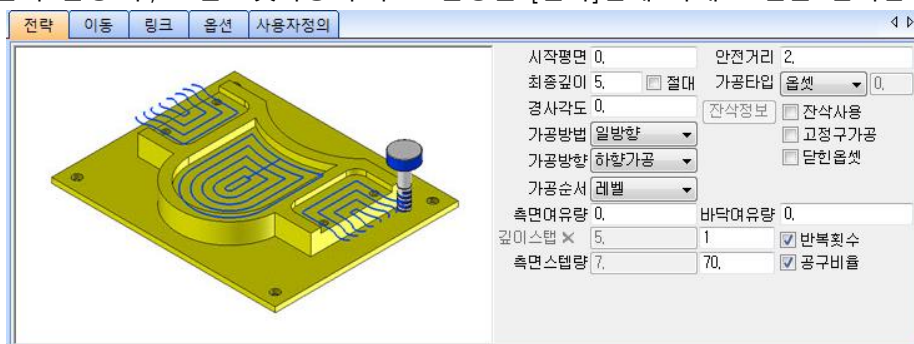 전략 이동 링크 옵션 사용자정의
시작평면 0, 안전거리 2,
최종깊이 5, 절대 가공타입 옵셋 0,
경사각도 0, 잔삭정보 잔삭사용
가공방법 일방향 고정구가공
가공방향 하향가공 닫힌옵셋
가공순서 레벨
측면여유량 0, 바닥여유량 0,
깊이스탭 5, 1 반복횟수
측면스텝량 7, 70, 공구비율